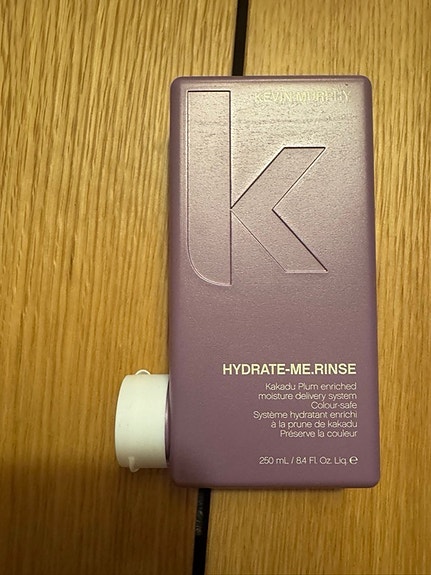 KEVIN.MURPHY
HYDRATE-ME.RINSE
Kakadu Plum enriched
moisture delivery system
Colour-safe
Système hydratant enrichi
à la prune de kakadu
Préserve la couleur
250 mL / 8.4 Fl. Oz. Liq. ℮